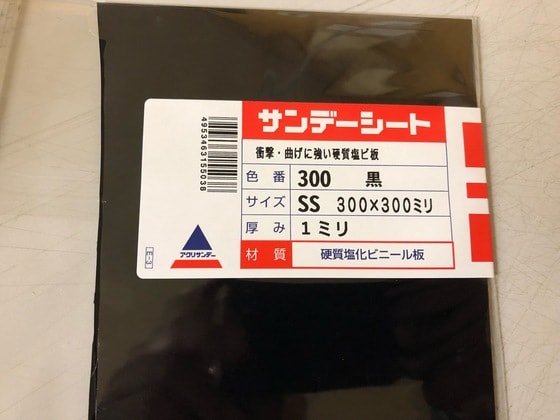 サンデーシート
衝撃・曲げに強い硬質塩ビ板
色番 300 黒
サイズ SS 300×300ミリ
厚み 1ミリ
材質 硬質塩化ビニール板
アクリサンデー
4953463155038
E-3